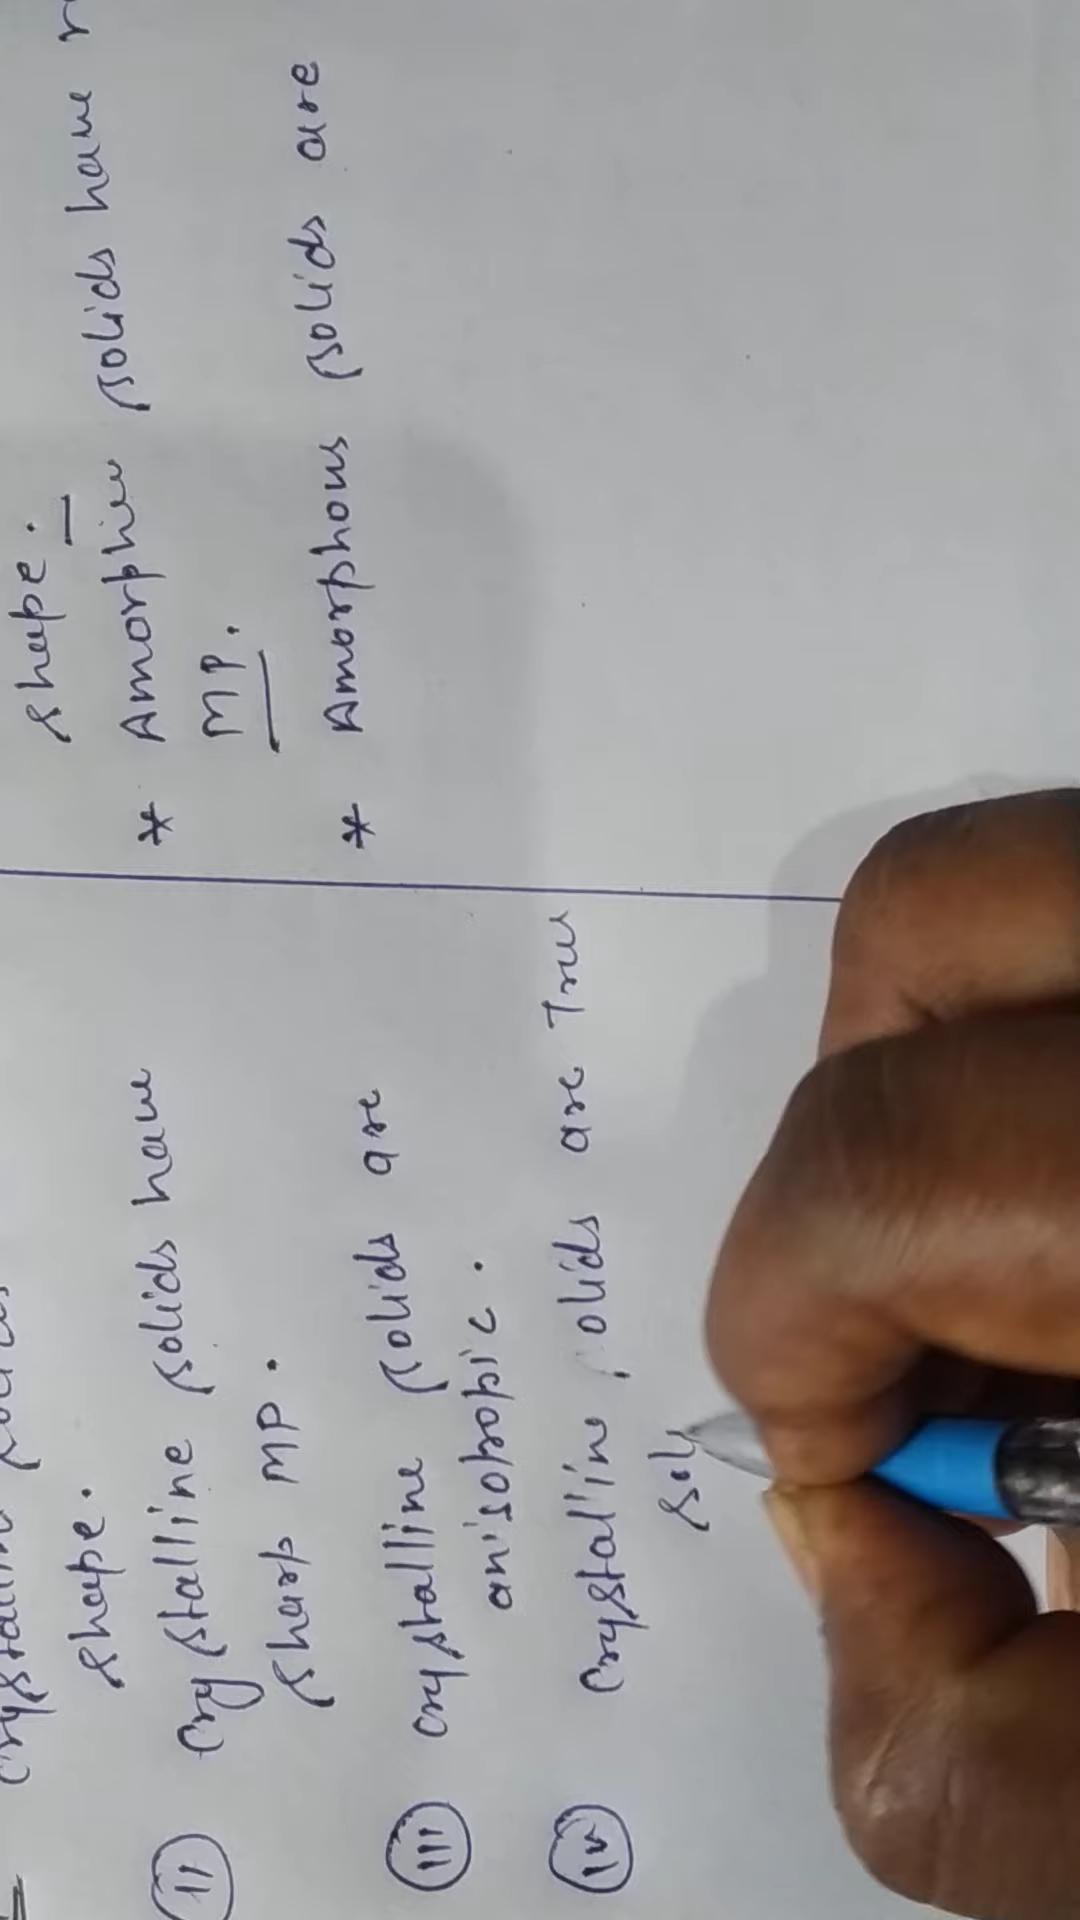 shape.
(ii) Crystalline solids have
sharp MP.
(iii) crystalline solids are
anisotropic.
(iv) Crystalline solids are True
sol
shape.
* solids have
MP.
* Amorphous solids are